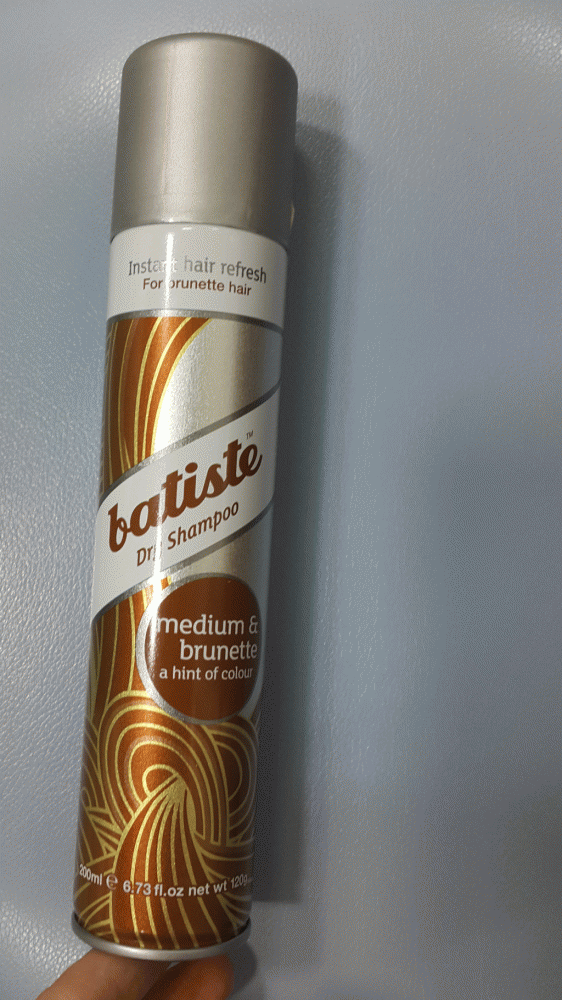 Instant hair refresh
For brunette hair
batiste™
Dry Shampoo
medium &
brunette
a hint of colour
200ml ℮ 6.73 fl.oz net wt 120g